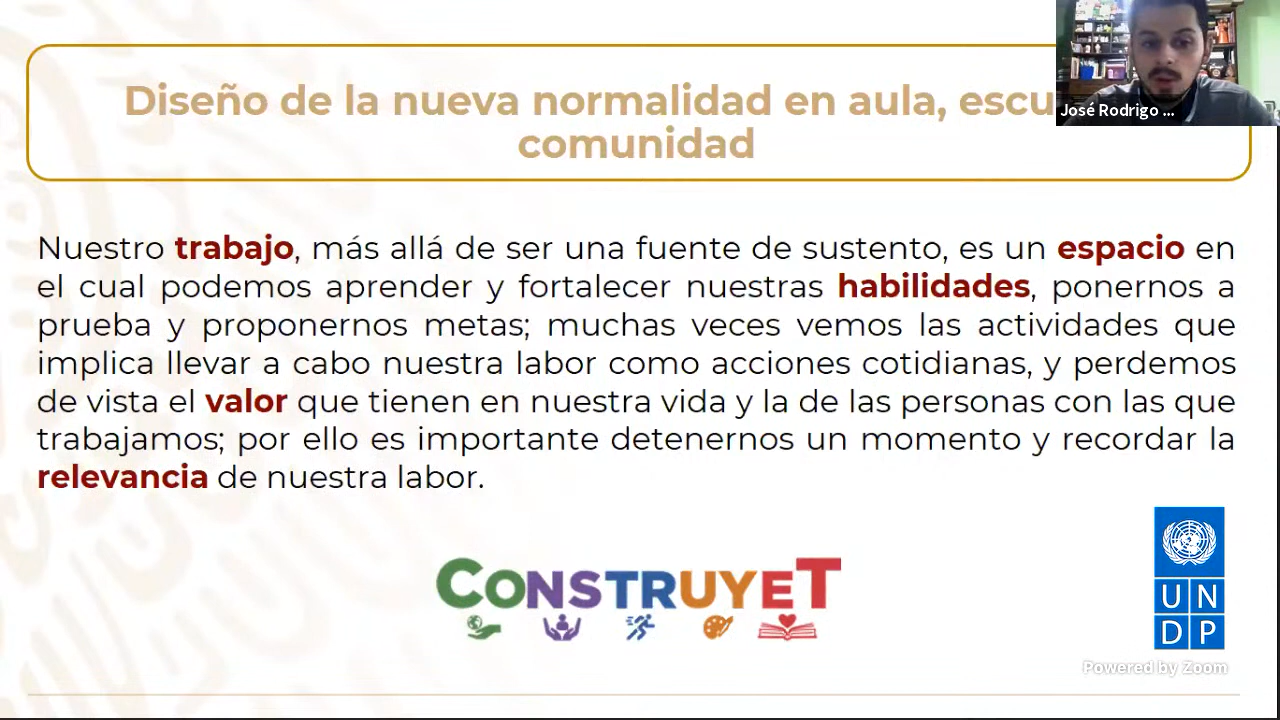 Diseño de la nueva normalidad en aula,
comunidad
José Rodrigo ...
Nuestro trabajo, más allá de ser una fuente de sustento, es un espacio en
el cual podemos aprender y fortalecer nuestras habilidades, ponernos a
prueba y proponernos metas; muchas veces vemos las actividades que
implica llevar a cabo nuestra labor como acciones cotidianas, y perdemos
de vista el valor que tienen en nuestra vida y la de las personas con las que
trabajamos; por ello es importante detenernos un momento y recordar la
relevancia de nuestra labor.
CONSTRUYET
UN
DP
Powered by Zoom